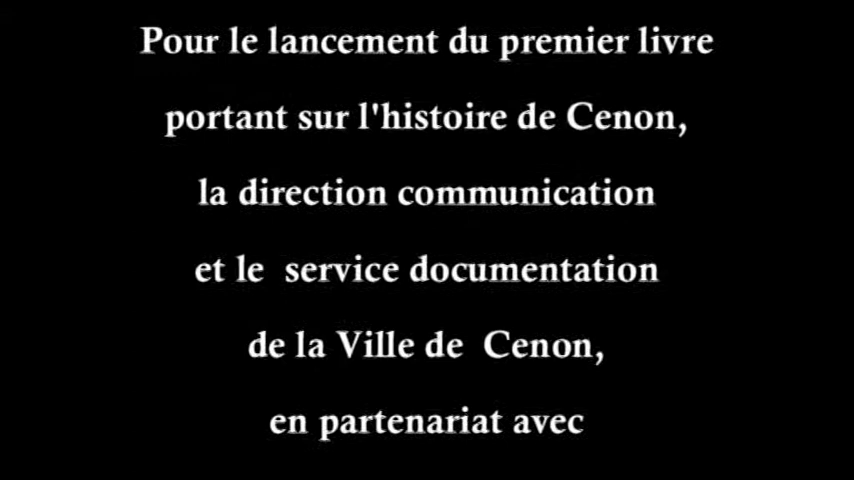 Pour le lancement du premier livre
portant sur l'histoire de Cenon,
la direction communication
et le  service documentation
de la Ville de  Cenon,
en partenariat avec